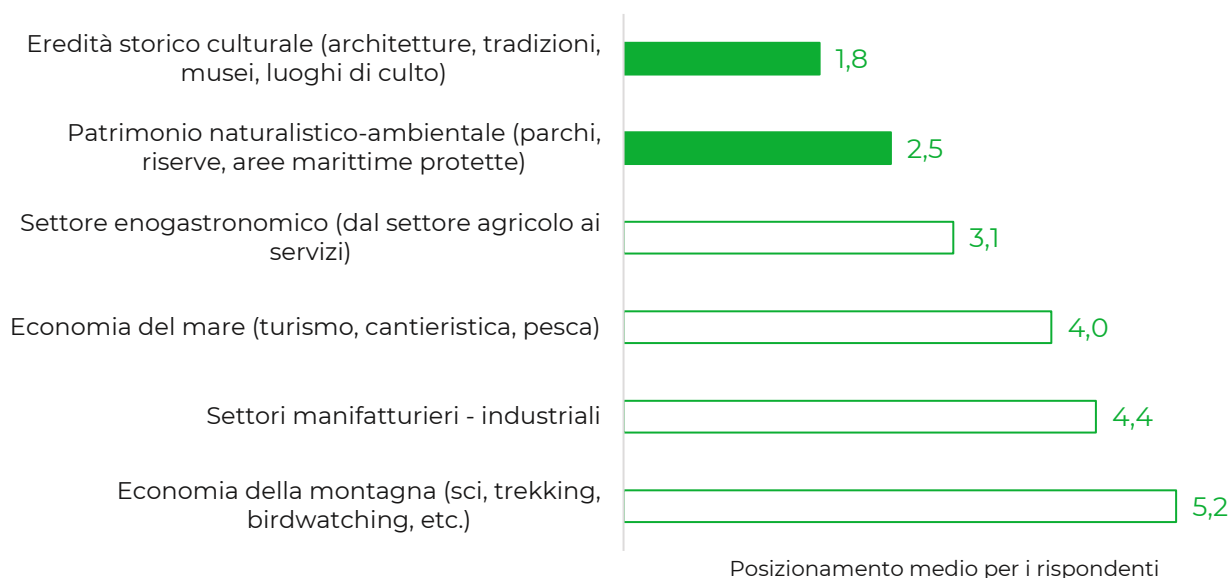 Eredità storico culturale (architetture, tradizioni,
musei, luoghi di culto)
1,8
Patrimonio naturalistico-ambientale (parchi,
riserve, aree marittime protette)
2,5
Settore enogastronomico (dal settore agricolo ai
servizi)
3,1
Economia del mare (turismo, cantieristica, pesca)
4,0
Settori manifatturieri - industriali
4,4
Economia della montagna (sci, trekking,
birdwatching, etc.)
5,2
Posizionamento medio per i rispondenti